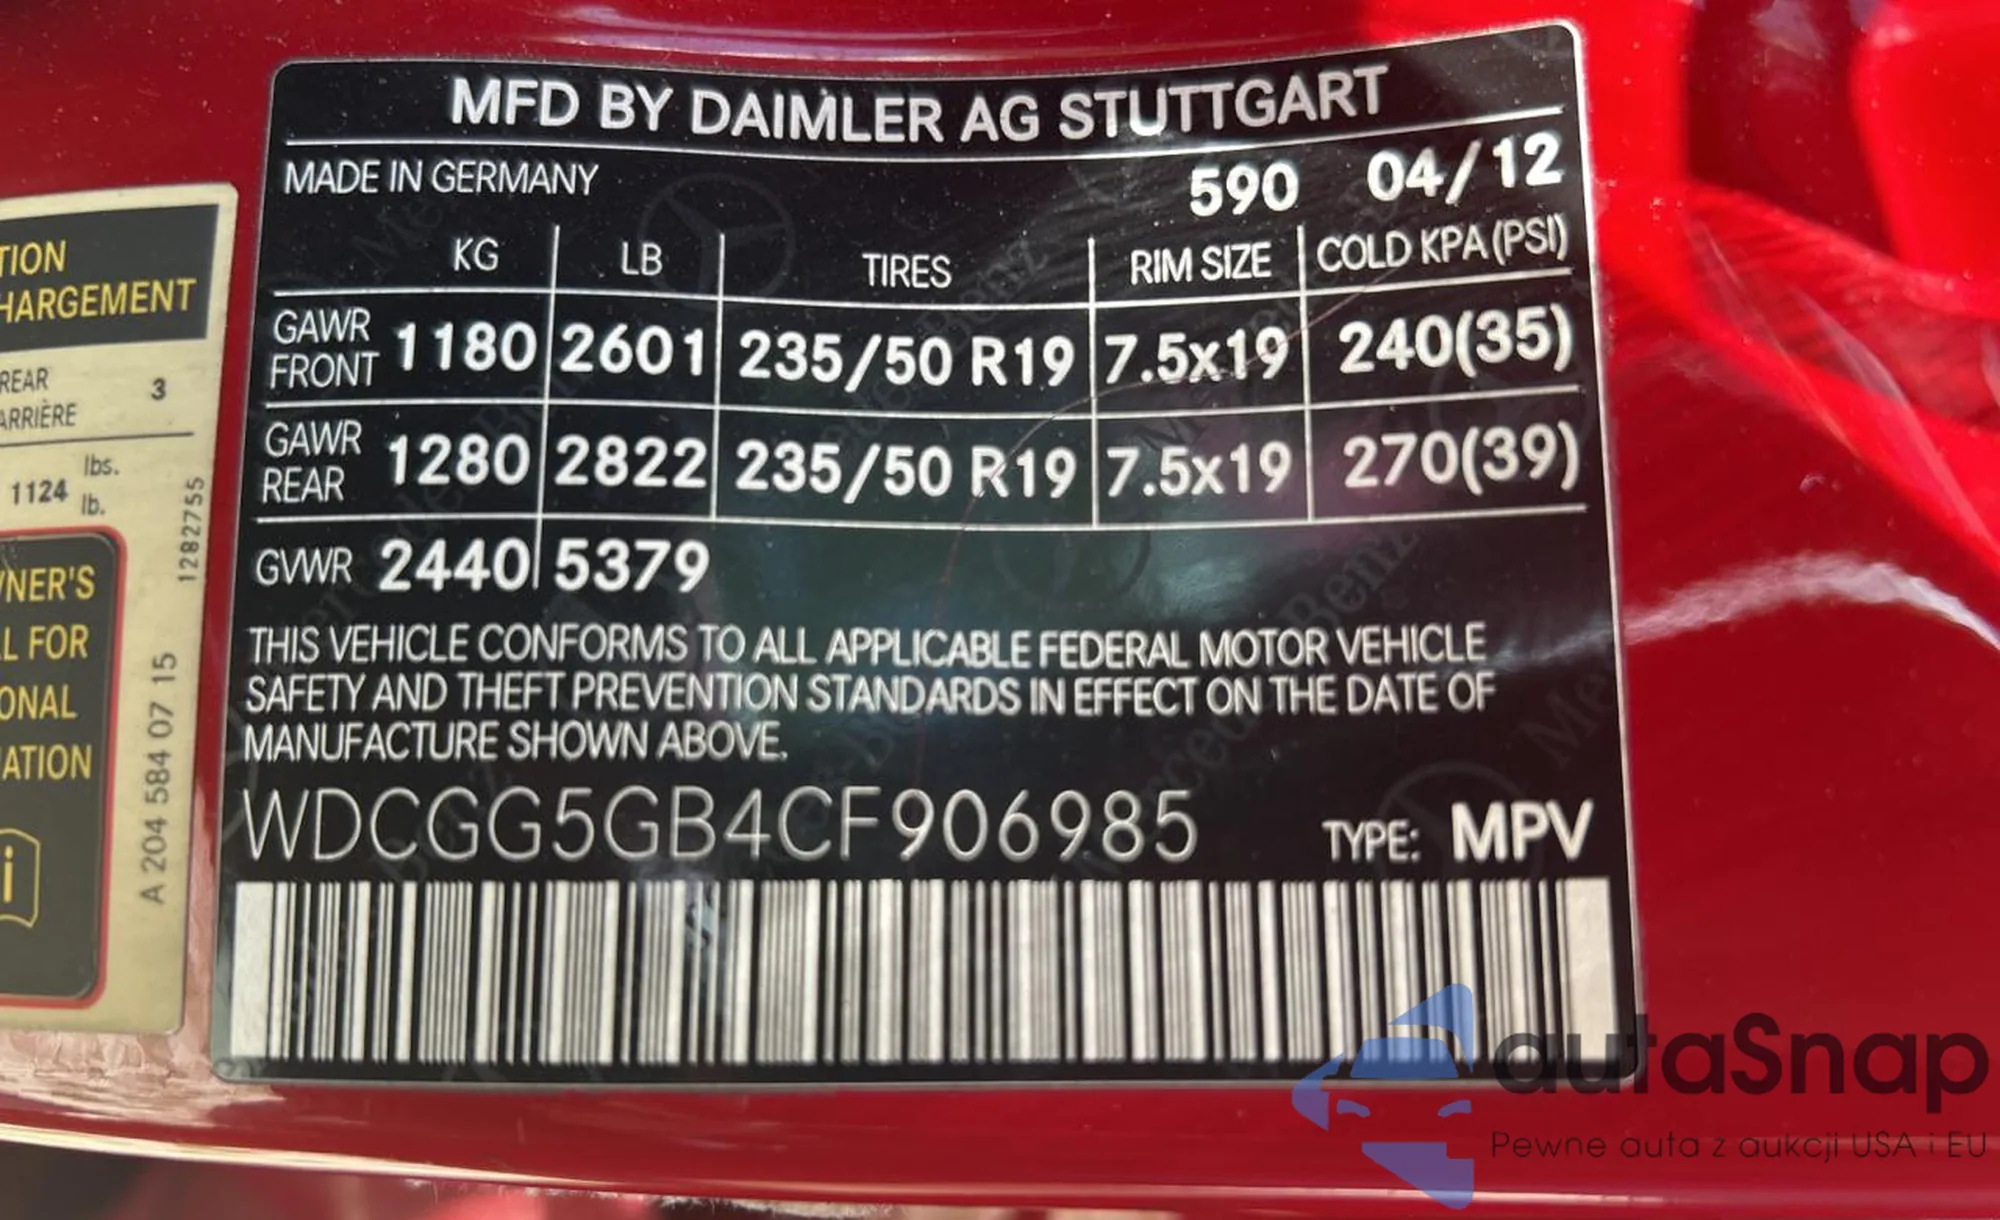 MFD BY DAIMLER AG STUTTGART
MADE IN GERMANY 590 04/12
KG LB TIRES RIM SIZE COLD KPA (PSI)
GAWR FRONT 1180 2601 235/50 R19 7.5x19 240(35)
GAWR REAR 1280 2822 235/50 R19 7.5x19 270(39)
GVWR 2440 5379
THIS VEHICLE CONFORMS TO ALL APPLICABLE FEDERAL MOTOR VEHICLE
SAFETY AND THEFT PREVENTION STANDARDS IN EFFECT ON THE DATE OF
MANUFACTURE SHOWN ABOVE.
WDCGG5GB4CF906985 TYPE: MPV
TION
HARGEMENT
REAR
ARRIÈRE 3
1124 lbs.
lb.
NER'S
L FOR
ONAL
ATION
i
1282755
A 204 584 07 15
autaSnap
Pewne auta z aukcji USA i EU